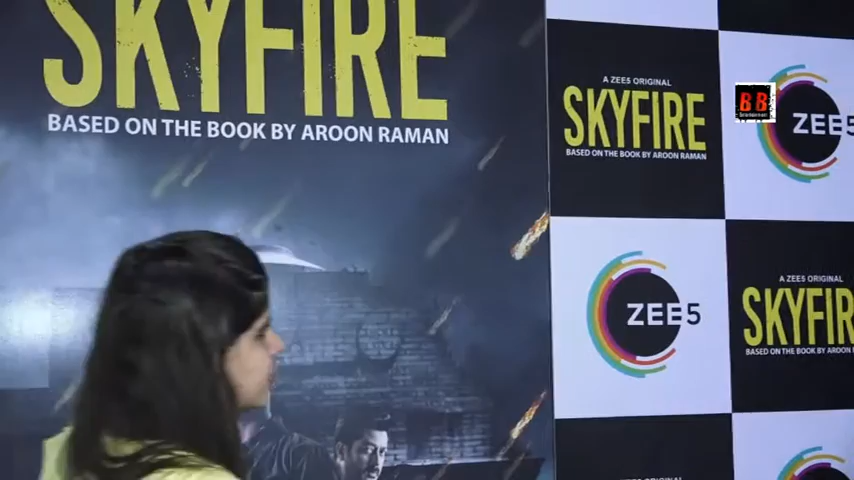 SKYFIRE
BASED ON THE BOOK BY AROON RAMAN
A ZEE5 ORIGINAL
SKYFIRE
BASED ON THE BOOK BY AROON RAMAN
BB
ZEE5
ZEE5
A ZEE5 ORIGINAL
SKYFIR
BASED ON THE BOOK BY AROON